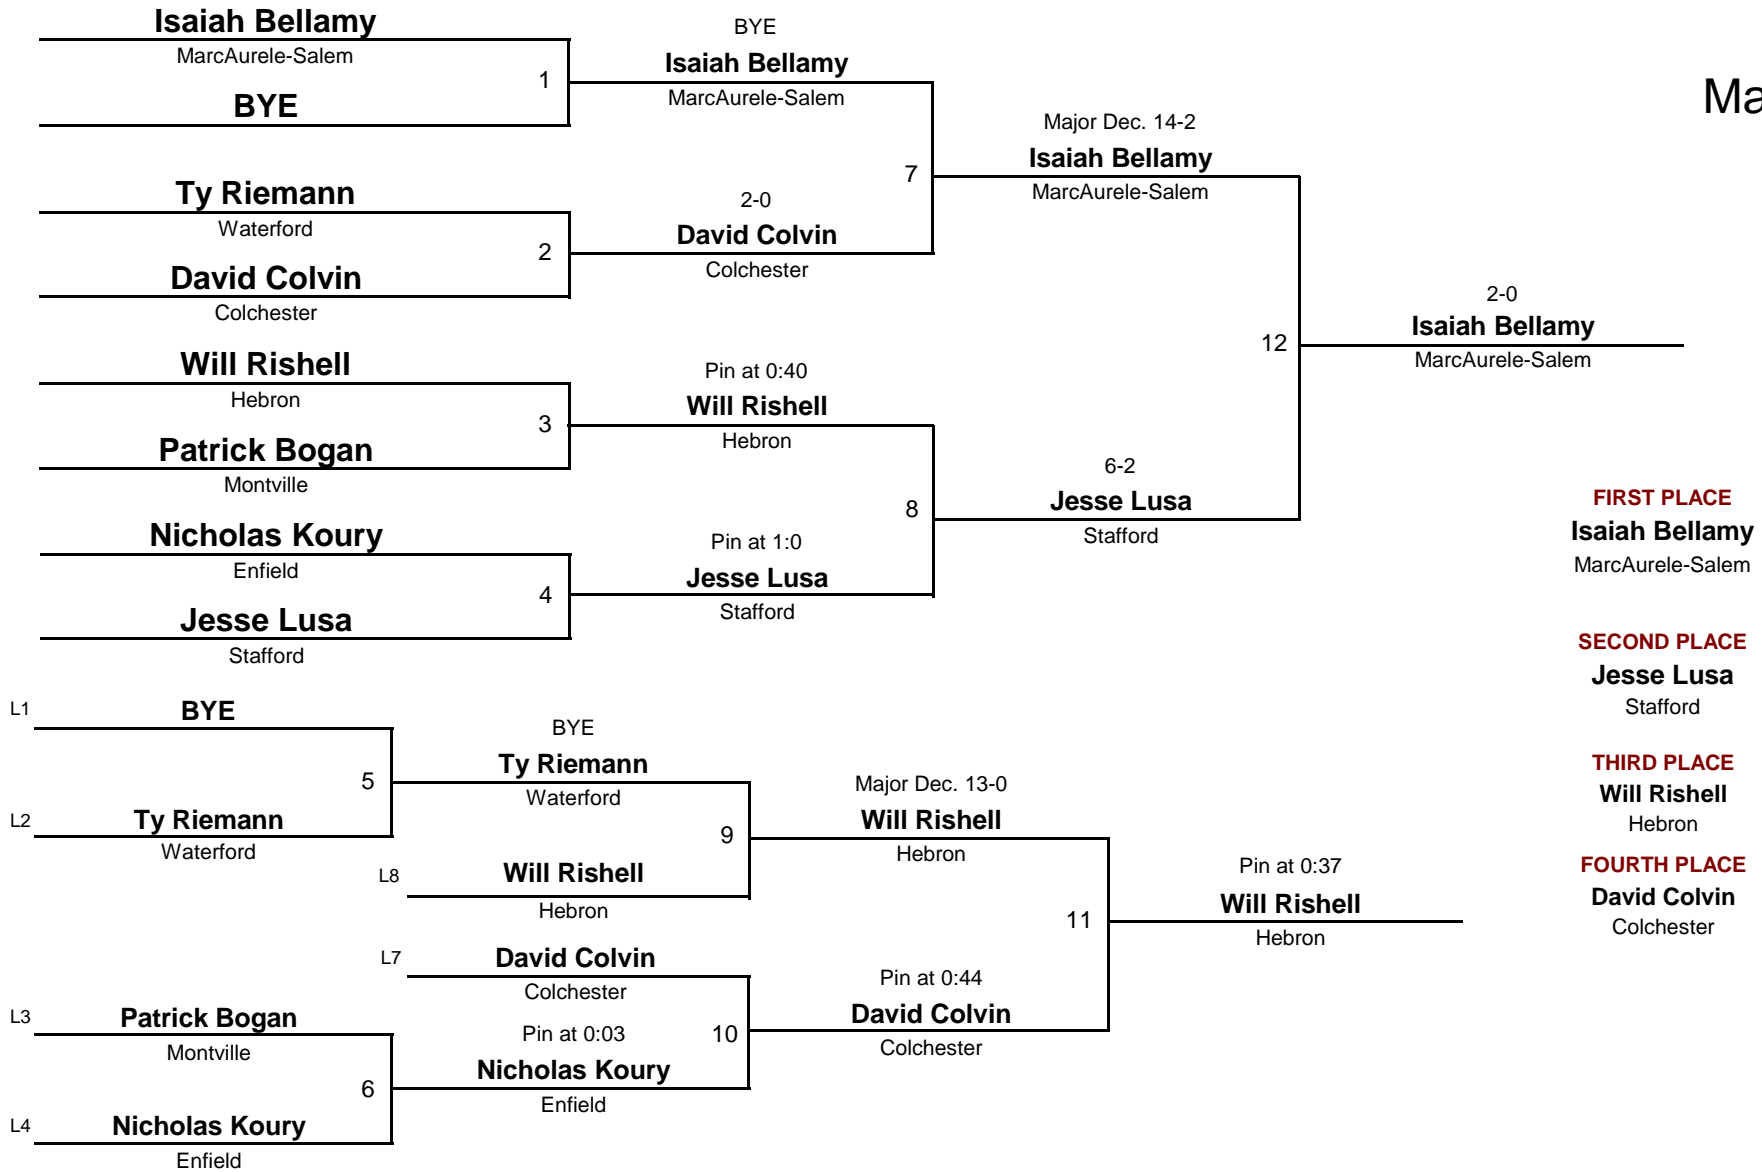 Isaiah Bellamy
MarcAurele-Salem
1
BYE
BYE
Isaiah Bellamy
MarcAurele-Salem
Ma
Ty Riemann
Waterford
2
David Colvin
Colchester
2-0
David Colvin
Colchester
7
Major Dec. 14-2
Isaiah Bellamy
MarcAurele-Salem
Will Rishell
Hebron
3
Patrick Bogan
Montville
Pin at 0:40
Will Rishell
Hebron
Nicholas Koury
Enfield
4
Jesse Lusa
Stafford
Pin at 1:0
Jesse Lusa
Stafford
8
6-2
Jesse Lusa
Stafford
12
2-0
Isaiah Bellamy
MarcAurele-Salem
FIRST PLACE
Isaiah Bellamy
MarcAurele-Salem
SECOND PLACE
Jesse Lusa
Stafford
THIRD PLACE
Will Rishell
Hebron
FOURTH PLACE
David Colvin
Colchester
L1
BYE
5
L2
Ty Riemann
Waterford
BYE
Ty Riemann
Waterford
9
L8
Will Rishell
Hebron
Major Dec. 13-0
Will Rishell
Hebron
L7
David Colvin
Colchester
L3
Patrick Bogan
Montville
6
L4
Nicholas Koury
Enfield
Pin at 0:03
Nicholas Koury
Enfield
10
Pin at 0:44
David Colvin
Colchester
11
Pin at 0:37
Will Rishell
Hebron